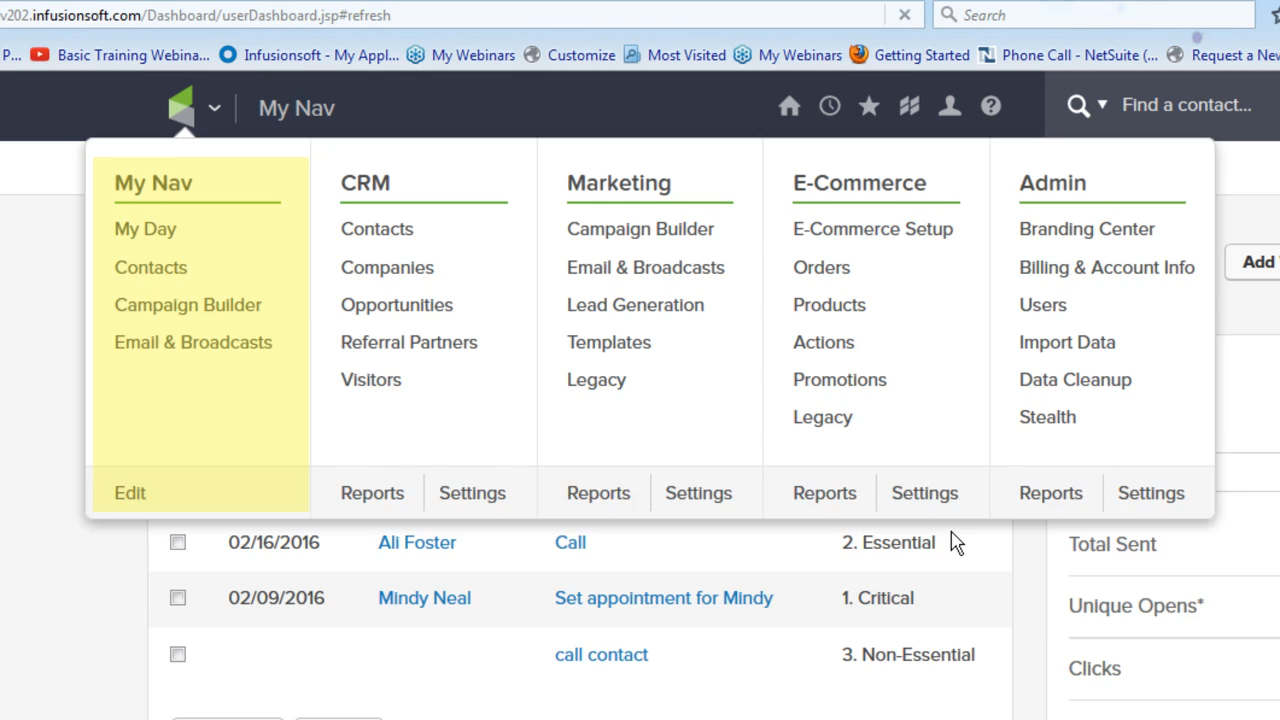 v202.infusionsoft.com/Dashboard/userDashboard.jsp#refresh
Search
P... Basic Training Webina... Infusionsoft - My Appl... My Webinars Customize Most Visited My Webinars Getting Started Phone Call - NetSuite (... Request a New
My Nav
Find a contact...
My Nav CRM Marketing E-Commerce Admin
My Day Contacts Campaign Builder E-Commerce Setup Branding Center
Contacts Companies Email & Broadcasts Orders Billing & Account Info
Campaign Builder Opportunities Lead Generation Products Users
Email & Broadcasts Referral Partners Templates Actions Import Data
Visitors Legacy Promotions Data Cleanup
Legacy Stealth
Edit Reports Settings Reports Settings Reports Settings Reports Settings
Add
02/16/2016 Ali Foster Call 2. Essential
Total Sent
02/09/2016 Mindy Neal Set appointment for Mindy 1. Critical
Unique Opens*
call contact 3. Non-Essential
Clicks